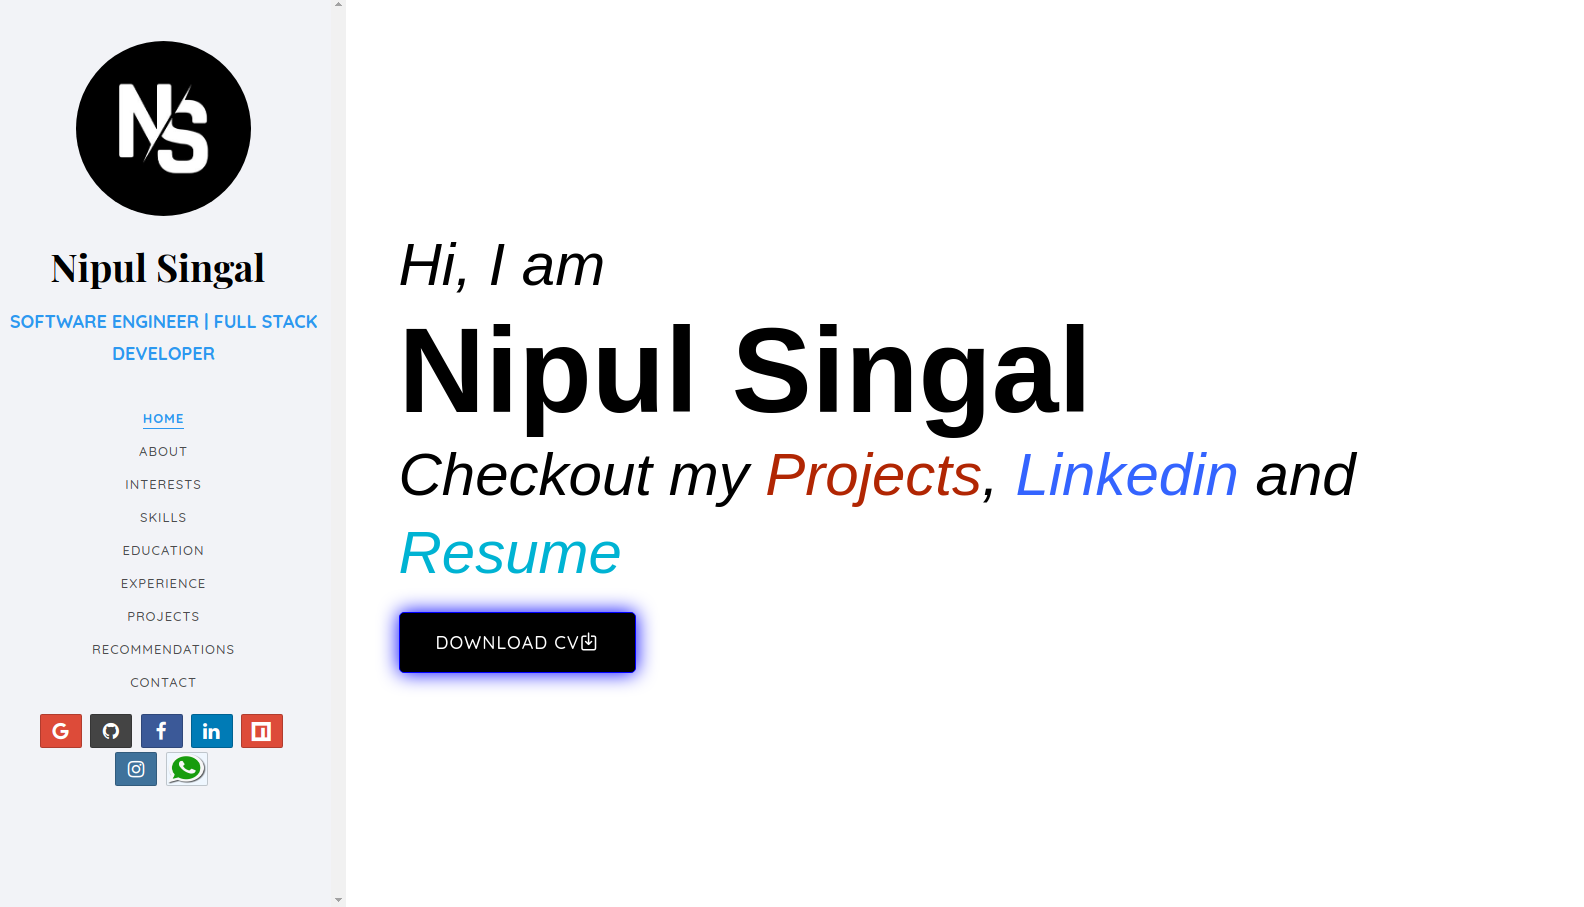 NS
Nipul Singal
SOFTWARE ENGINEER | FULL STACK
DEVELOPER
HOME
ABOUT
INTERESTS
SKILLS
EDUCATION
EXPERIENCE
PROJECTS
RECOMMENDATIONS
CONTACT
Hi, I am
Nipul Singal
Checkout my Projects, Linkedin and
Resume
DOWNLOAD CV